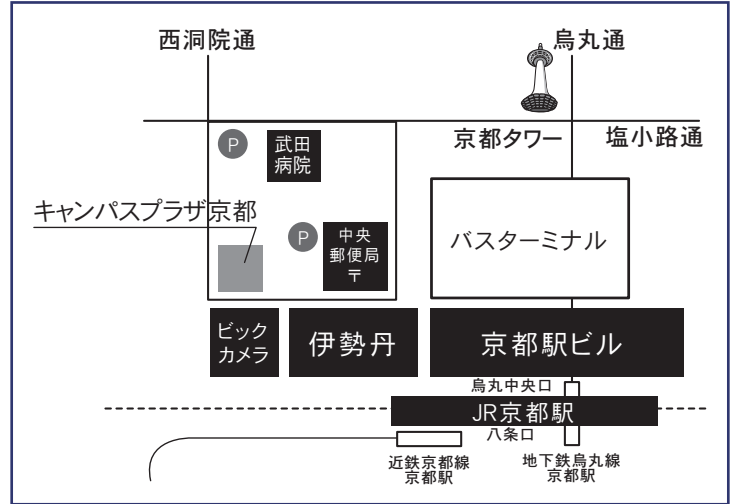 西洞院通
烏丸通
京都タワー
塩小路通
P
武田
病院
キャンパスプラザ京都
P
中央
郵便局
〒
バスターミナル
ビック
カメラ
伊勢丹
京都駅ビル
烏丸中央口
JR京都駅
八条口
近鉄京都線
京都駅
地下鉄烏丸線
京都駅